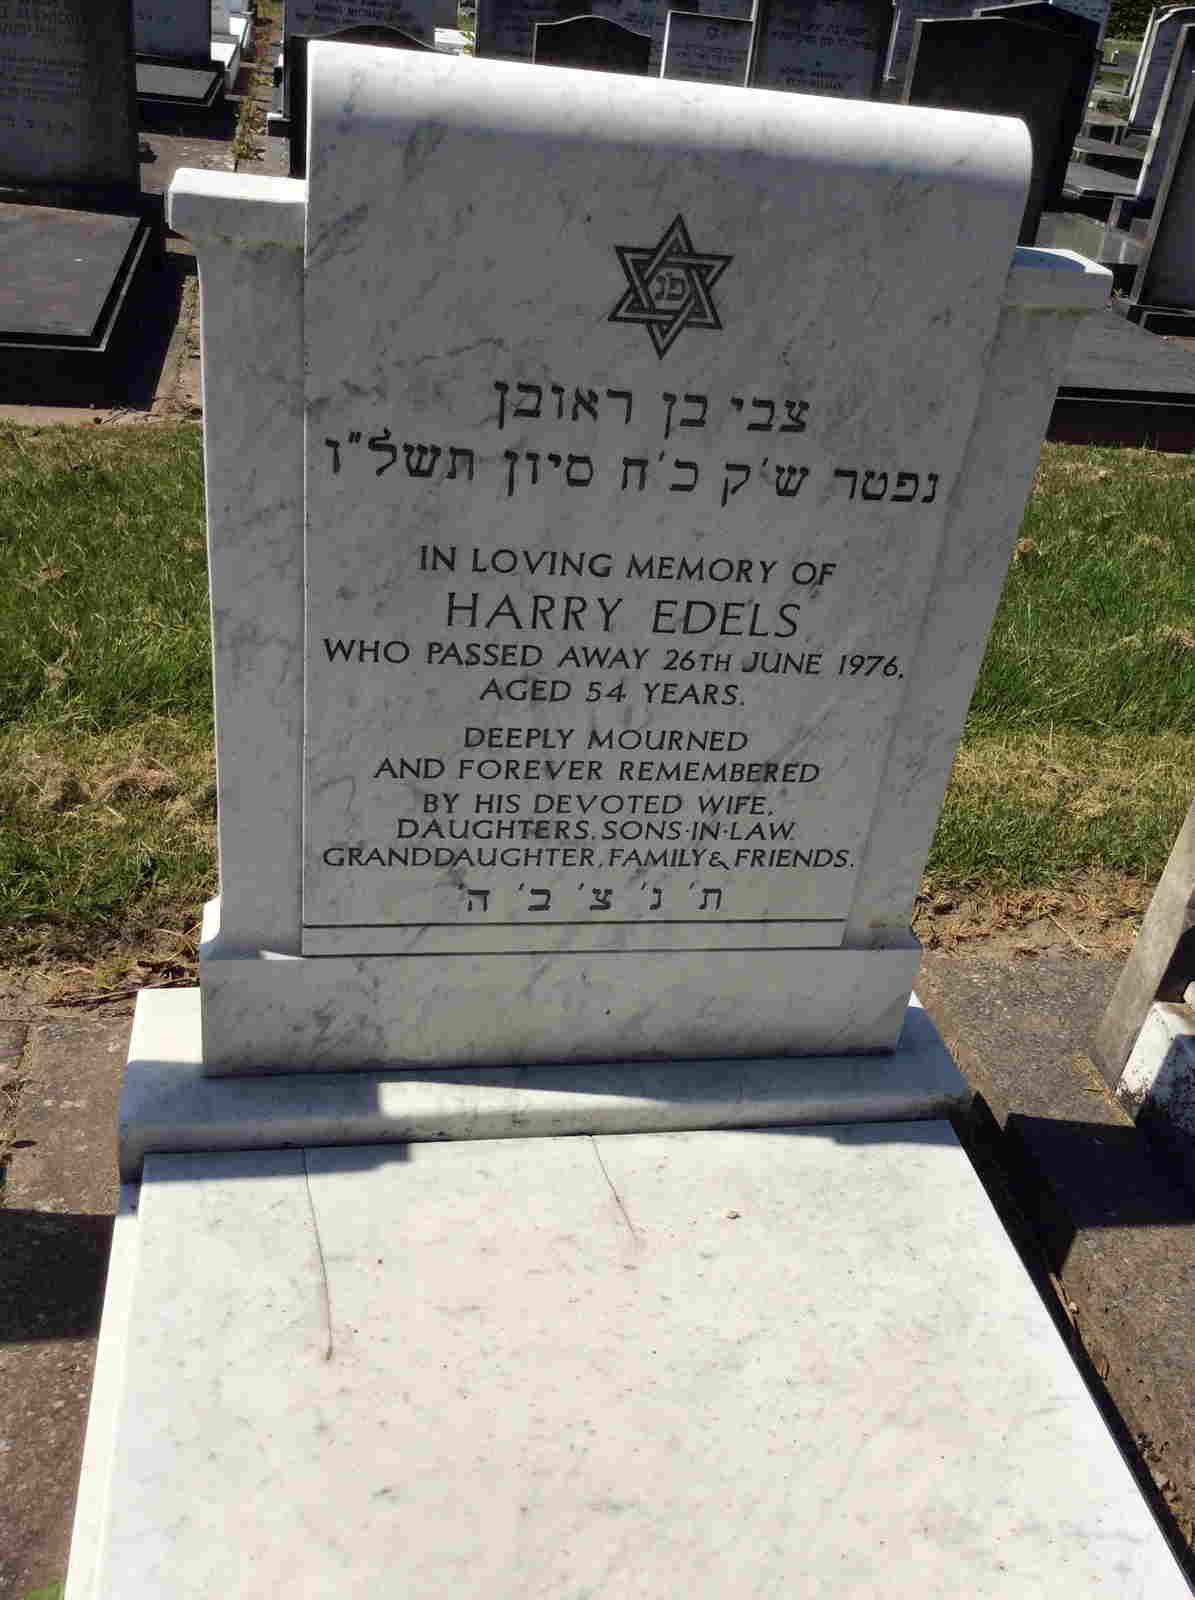 פנ
צבי בן ראובן
נפטר ש'ק כ'ח סיון תשל"ו
IN LOVING MEMORY OF
HARRY EDELS
WHO PASSED AWAY 26TH JUNE 1976,
AGED 54 YEARS.
DEEPLY MOURNED
AND FOREVER REMEMBERED
BY HIS DEVOTED WIFE,
DAUGHTERS, SONS·IN·LAW,
GRANDDAUGHTER, FAMILY & FRIENDS.
ת' נ' צ' ב' ה'